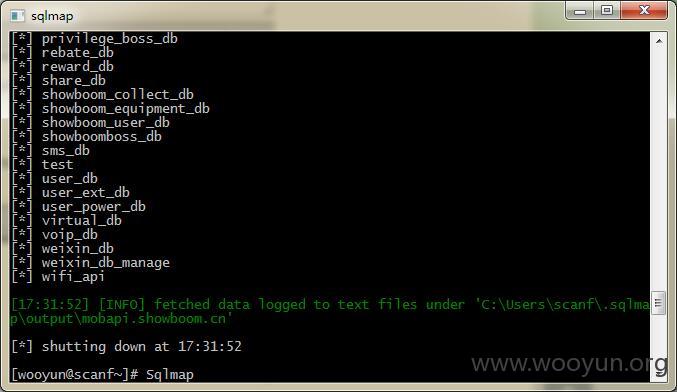 sqlmap
[*] privilege_boss_db
[*] rebate_db
[*] reward_db
[*] share_db
[*] showboom_collect_db
[*] showboom_equipment_db
[*] showboom_user_db
[*] showboomboss_db
[*] sms_db
[*] test
[*] user_db
[*] user_ext_db
[*] user_power_db
[*] virtual_db
[*] voip_db
[*] weixin_db
[*] weixin_db_manage
[*] wifi_api
[17:31:52] [INFO] fetched data logged to text files under 'C:\Users\scanf\.sqlma
p\output\mobapi.showboom.cn'
[*] shutting down at 17:31:52
[wooyun@scanf~]# Sqlmap
www.wooyun.org